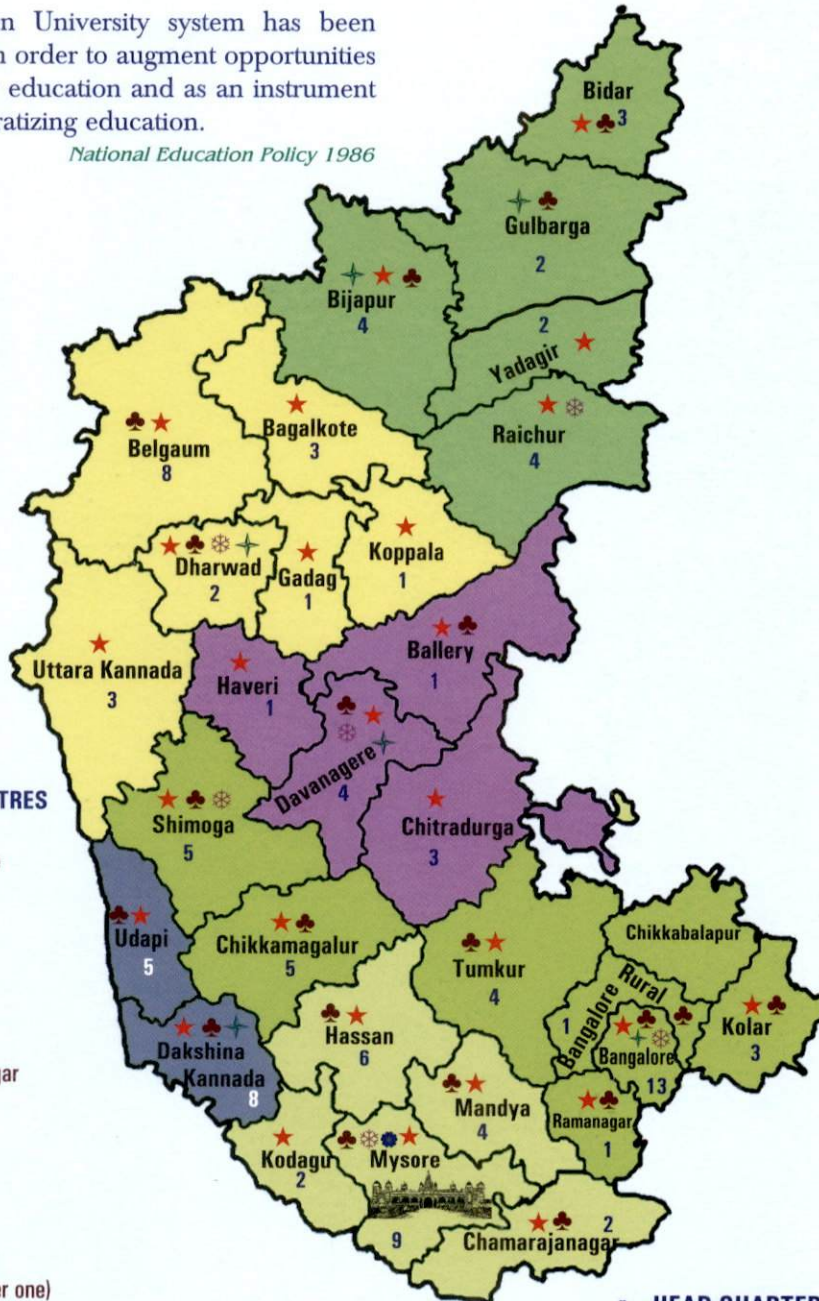 n University system has been
n order to augment opportunities
education and as an instrument
ratizing education.
National Education Policy 1986
Bidar
3
Gulbarga
2
Bijapur
4
2
Yadagir
Raichur
4
Bagalkote
3
Belgaum
8
Koppala
1
Dharwad
2
Gadag
1
Ballery
1
Uttara Kannada
3
Haveri
1
Davanagere
4
TRES
Shimoga
5
Chitradurga
3
Udapi
5
Chikkamagalur
5
Tumkur
4
Chikkabalapur
Bangalore Rural
1
Kolar
3
Bangalore
13
Hassan
6
Dakshina
Kannada
8
gar
Mandya
4
Ramanagar
1
Kodagu
2
Mysore
9
Chamarajanagar
2
er one)
HEAD QUARTER